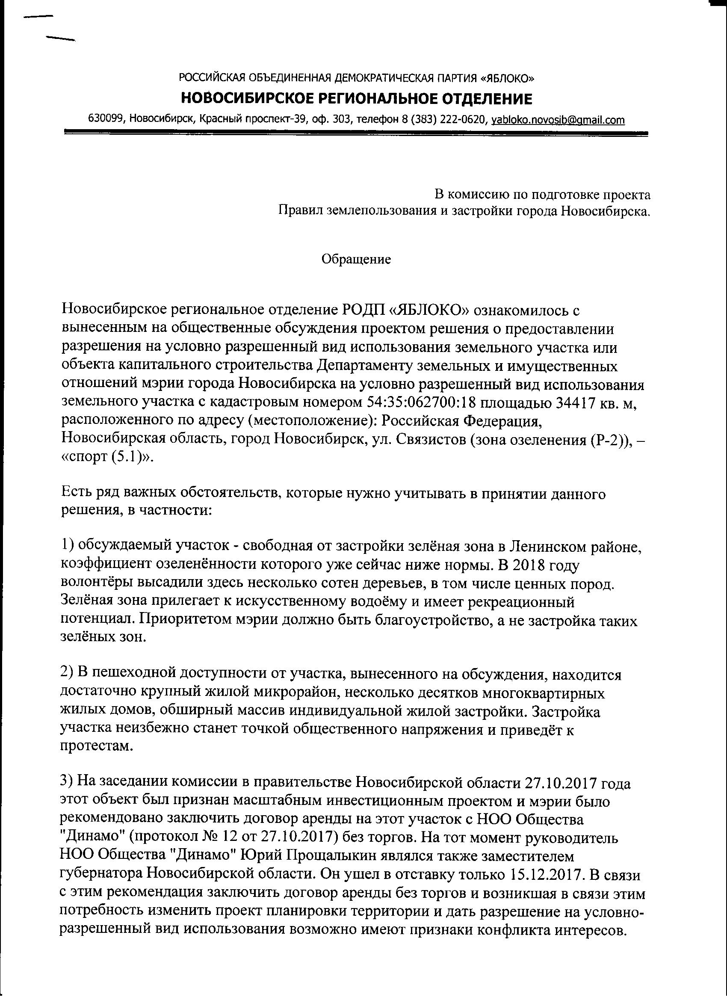 РОССИЙСКАЯ ОБЪЕДИНЕННАЯ ДЕМОКРАТИЧЕСКАЯ ПАРТИЯ «ЯБЛОКО»
НОВОСИБИРСКОЕ РЕГИОНАЛЬНОЕ ОТДЕЛЕНИЕ
630099, Новосибирск, Красный проспект-39, оф. 303, телефон 8 (383) 222-0620, yabloko.novosib@gmail.com
В комиссию по подготовке проекта
Правил землепользования и застройки города Новосибирска.
Обращение
Новосибирское региональное отделение РОДП «ЯБЛОКО» ознакомилось с
вынесенным на общественные обсуждения проектом решения о предоставлении
разрешения на условно разрешенный вид использования земельного участка или
объекта капитального строительства Департаменту земельных и имущественных
отношений мэрии города Новосибирска на условно разрешенный вид использования
земельного участка с кадастровым номером 54:35:062700:18 площадью 34417 кв. м,
расположенного по адресу (местоположение): Российская Федерация,
Новосибирская область, город Новосибирск, ул. Связистов (зона озеленения (Р-2)), –
«спорт (5.1)».
Есть ряд важных обстоятельств, которые нужно учитывать в принятии данного
решения, в частности:
1) обсуждаемый участок - свободная от застройки зелёная зона в Ленинском районе,
коэффициент озеленённости которого уже сейчас ниже нормы. В 2018 году
волонтёры высадили здесь несколько сотен деревьев, в том числе ценных пород.
Зелёная зона прилегает к искусственному водоёму и имеет рекреационный
потенциал. Приоритетом мэрии должно быть благоустройство, а не застройка таких
зелёных зон.
2) В пешеходной доступности от участка, вынесенного на обсуждения, находится
достаточно крупный жилой микрорайон, несколько десятков многоквартирных
жилых домов, обширный массив индивидуальной жилой застройки. Застройка
участка неизбежно станет точкой общественного напряжения и приведёт к
протестам.
3) На заседании комиссии в правительстве Новосибирской области 27.10.2017 года
этот объект был признан масштабным инвестиционным проектом и мэрии было
рекомендовано заключить договор аренды на этот участок с НОО Общества
"Динамо" (протокол № 12 от 27.10.2017) без торгов. На тот момент руководитель
НОО Общества "Динамо" Юрий Прощалыкин являлся также заместителем
губернатора Новосибирской области. Он ушел в отставку только 15.12.2017. В связи
с этим рекомендация заключить договор аренды без торгов и возникшая в связи этим
потребность изменить проект планировки территории и дать разрешение на условно-
разрешенный вид использования возможно имеют признаки конфликта интересов.